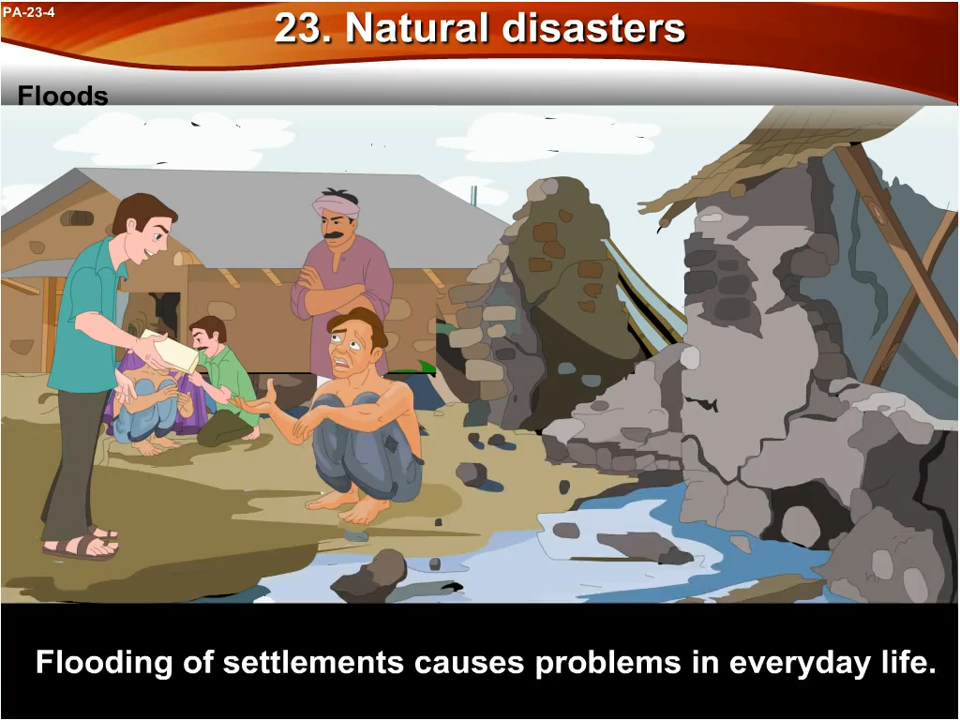 PA-23-4
23. Natural disasters
Floods
Flooding of settlements causes problems in everyday life.